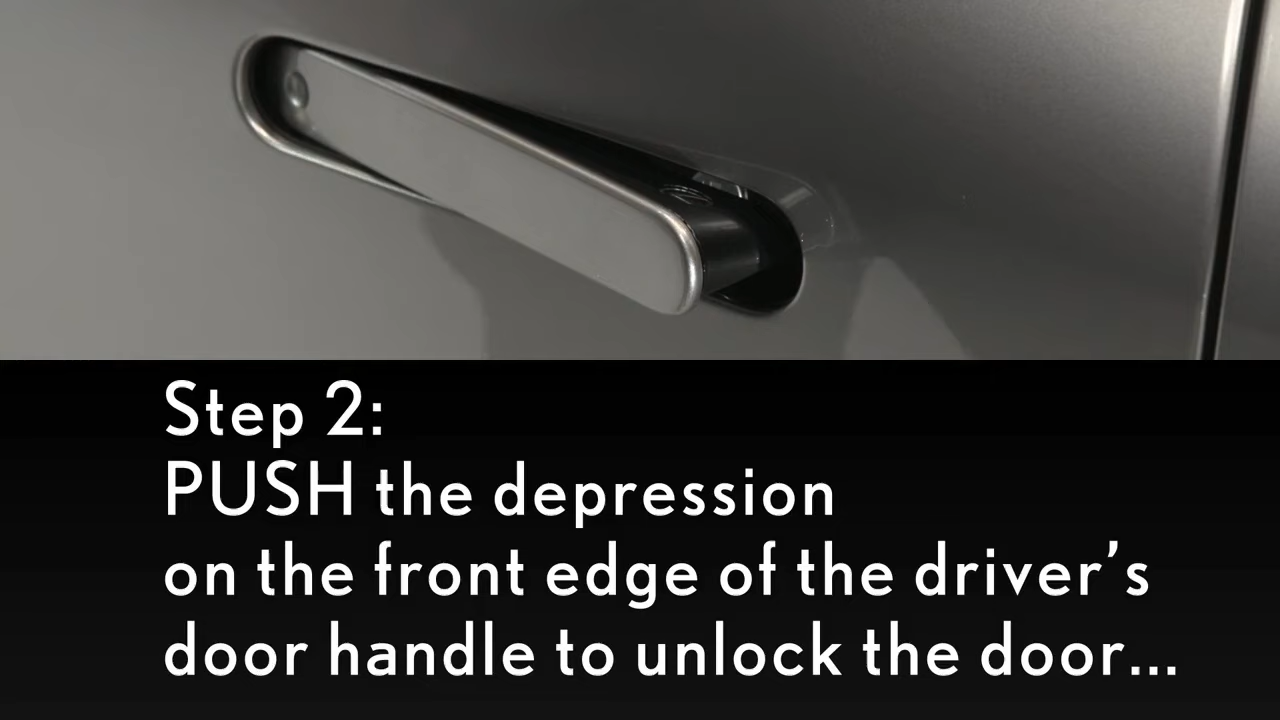 Step 2:
PUSH the depression
on the front edge of the driver’s
door handle to unlock the door...